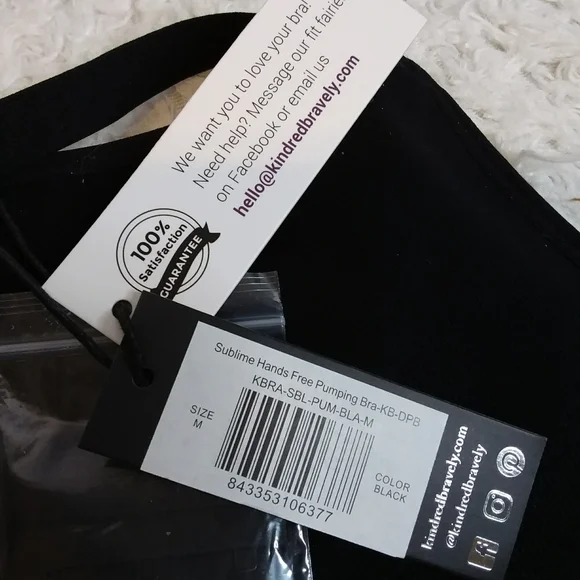 We want you to love your bra!
Need help? Message our fit fairies
on Facebook or email us
hello@kindredbravely.com
100%
Satisfaction
GUARANTEE
Sublime Hands Free Pumping Bra-KB-DPB
KBRA-SBL-PUM-BLA-M
SIZE
M
COLOR
BLACK
843353106377
kindredbravely.com
@kindredbravely